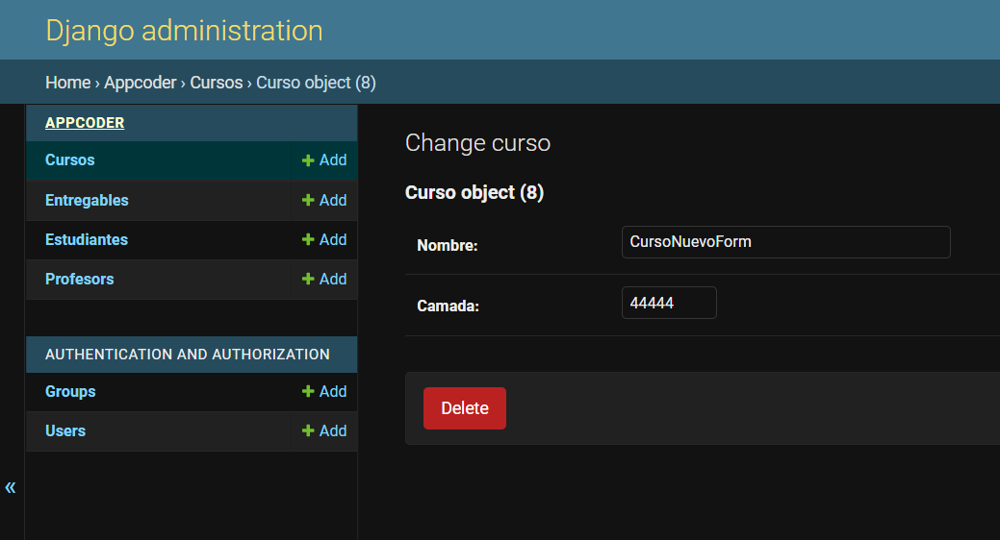 Django administration
Home › Appcoder › Cursos › Curso object (8)
APPCODER
Cursos + Add
Entregables + Add
Estudiantes + Add
Profesors + Add
AUTHENTICATION AND AUTHORIZATION
Groups + Add
Users + Add
«
Change curso
Curso object (8)
Nombre: CursoNuevoForm
Camada: 44444
Delete